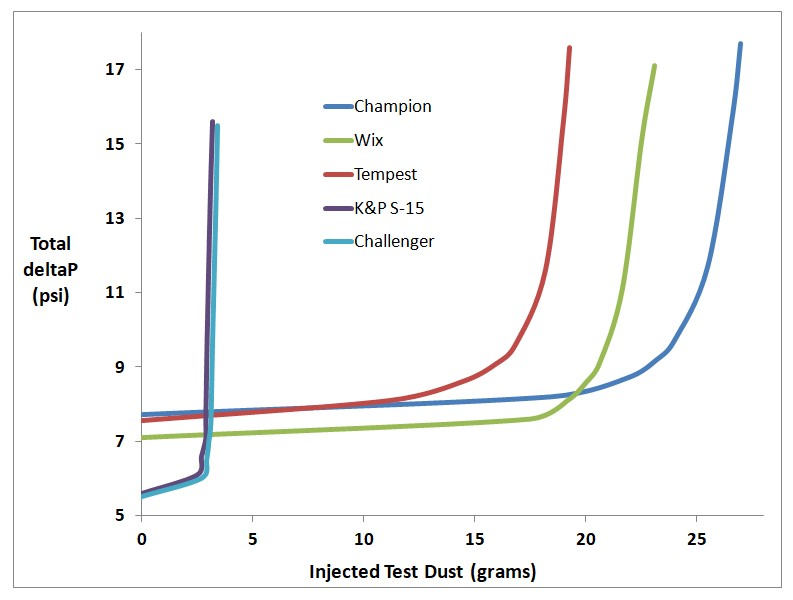 17
15
13
11
9
7
5
Total
deltaP
(psi)
Champion
Wix
Tempest
K&P S-15
Challenger
0 5 10 15 20 25
Injected Test Dust (grams)